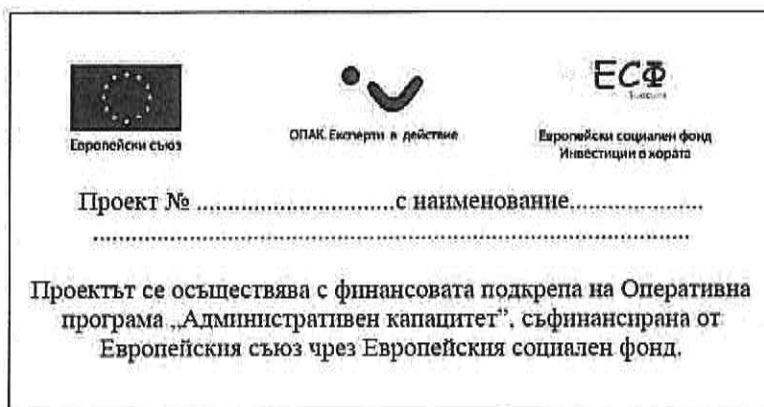 ЕСФ
Европейски съюз
ОПАК. Експерти в действие
Европейски социален фонд
Инвестиции в хората
Проект № .............................с наименование....................
.........................................................................................
Проектът се осъществява с финансовата подкрепа на Оперативна
програма „Административен капацитет”, съфинансирана от
Европейския съюз чрез Европейския социален фонд.